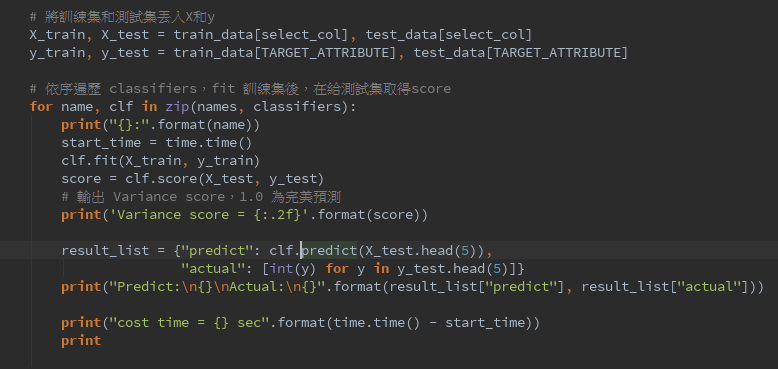 # 將訓練集和測試集丟入X和y
X_train, X_test = train_data[select_col], test_data[select_col]
y_train, y_test = train_data[TARGET_ATTRIBUTE], test_data[TARGET_ATTRIBUTE]
# 依序遍歷 classifiers，fit 訓練集後，在給測試集取得score
for name, clf in zip(names, classifiers):
print("{}:".format(name))
start_time = time.time()
clf.fit(X_train, y_train)
score = clf.score(X_test, y_test)
# 輸出 Variance score，1.0 為完美預測
print('Variance score = {:.2f}'.format(score))
result_list = {"predict": clf.predict(X_test.head(5)),
"actual": [int(y) for y in y_test.head(5)]}
print("Predict:\n{}\nActual:\n{}".format(result_list["predict"], result_list["actual"]))
print("cost time = {} sec".format(time.time() - start_time))
print